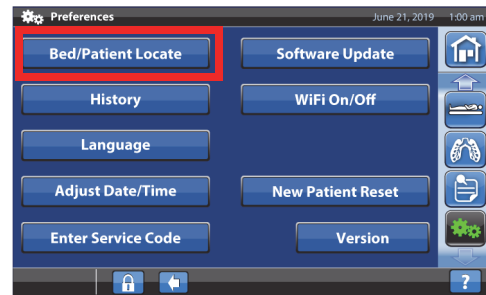 Preferences
June 21, 2019 1:00 am
Bed/Patient Locate
Software Update
History
WiFi On/Off
Language
Adjust Date/Time
New Patient Reset
Enter Service Code
Version
?